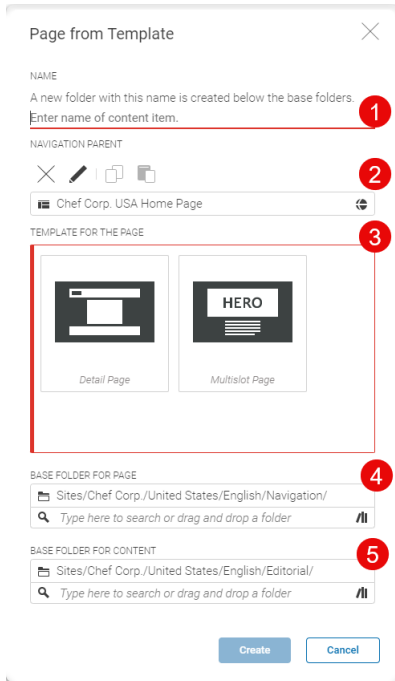 Page from Template
NAME
A new folder with this name is created below the base folders.
Enter name of content item.
1
NAVIGATION PARENT
2
Chef Corp. USA Home Page
TEMPLATE FOR THE PAGE
3
HERO
Detail Page
Multislot Page
BASE FOLDER FOR PAGE
4
Sites/Chef Corp./United States/English/Navigation/
Type here to search or drag and drop a folder
BASE FOLDER FOR CONTENT
5
Sites/Chef Corp./United States/English/Editorial/
Type here to search or drag and drop a folder
Create
Cancel